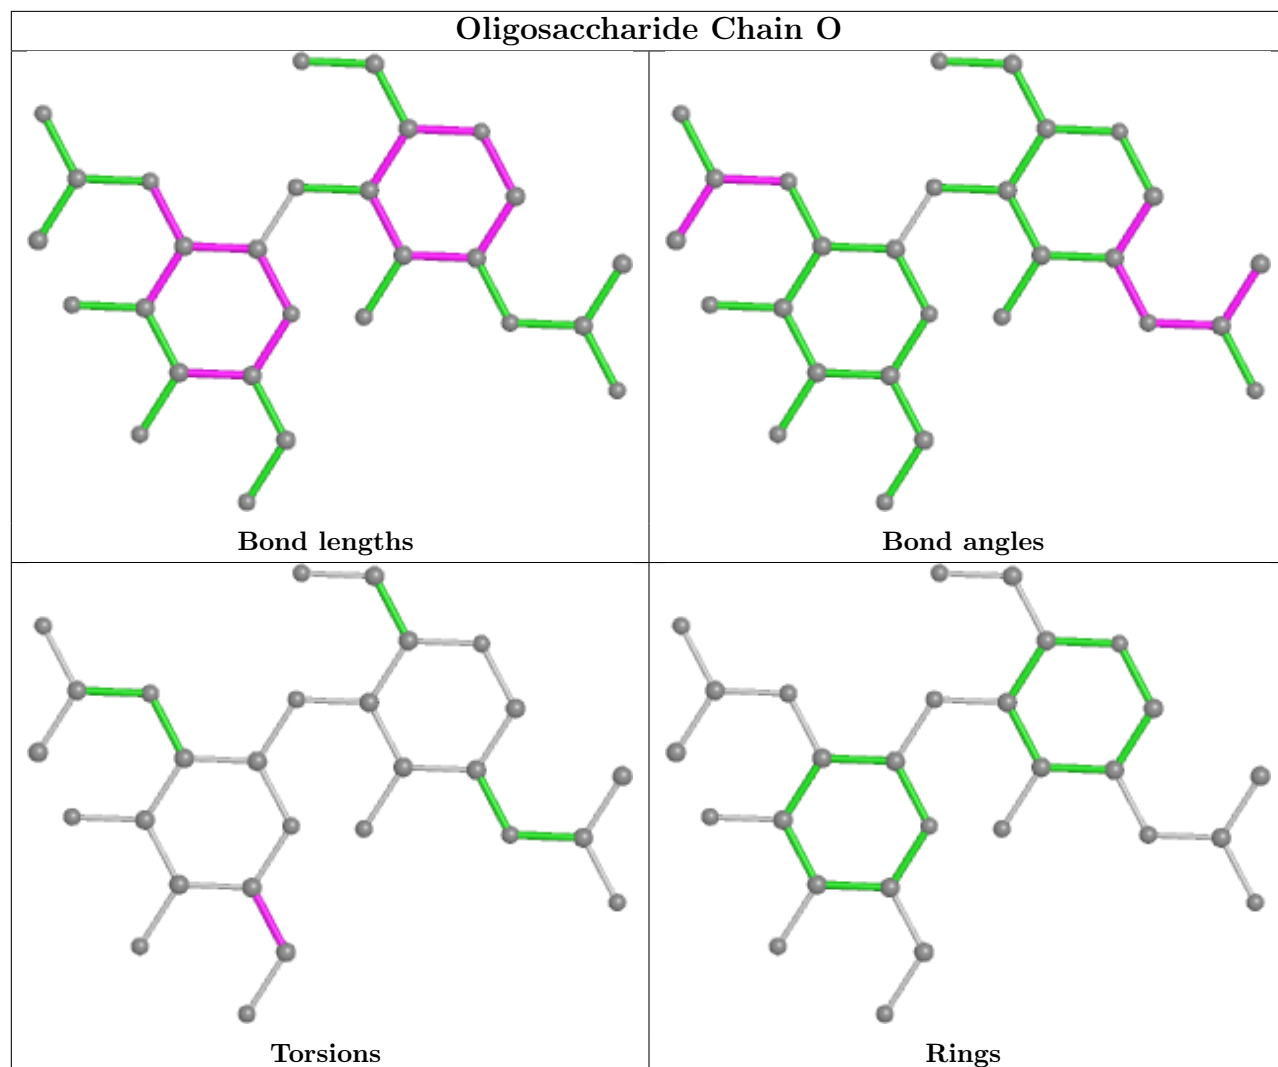 Oligosaccharide Chain O
Bond lengths
Bond angles
Torsions
Rings